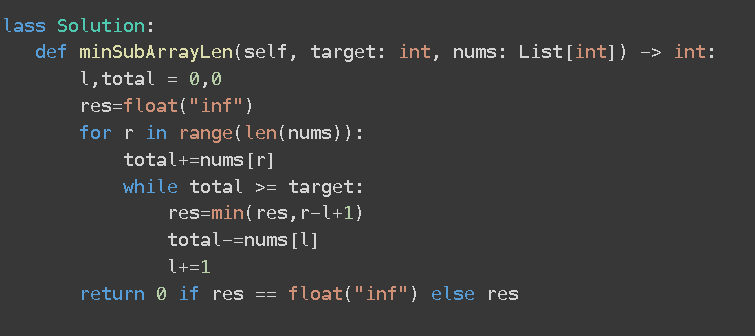 lass Solution:
def minSubArrayLen(self, target: int, nums: List[int]) -> int:
l,total = 0,0
res=float("inf")
for r in range(len(nums)):
total+=nums[r]
while total >= target:
res=min(res,r-l+1)
total-=nums[l]
l+=1
return 0 if res == float("inf") else res